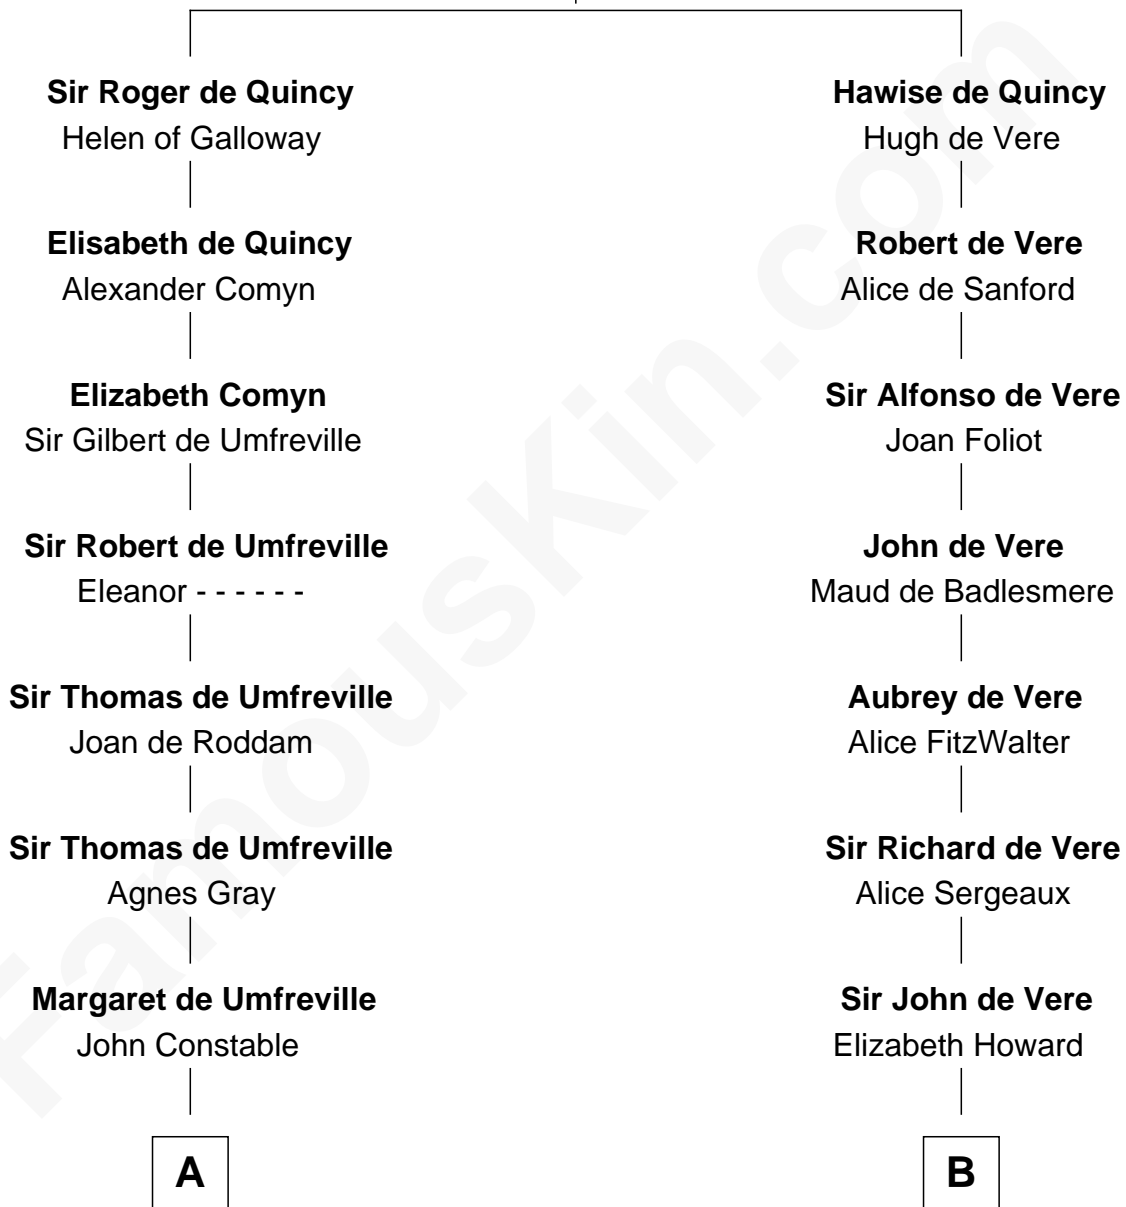 Sir Roger de Quincy
Helen of Galloway
Hawise de Quincy
Hugh de Vere
Elisabeth de Quincy
Alexander Comyn
Robert de Vere
Alice de Sanford
Elizabeth Comyn
Sir Gilbert de Umfreville
Sir Alfonso de Vere
Joan Foliot
Sir Robert de Umfreville
Eleanor - - - - - -
John de Vere
Maud de Badlesmere
Sir Thomas de Umfreville
Joan de Roddam
Aubrey de Vere
Alice FitzWalter
Sir Thomas de Umfreville
Agnes Gray
Sir Richard de Vere
Alice Sergeaux
Margaret de Umfreville
John Constable
Sir John de Vere
Elizabeth Howard
A
B
FamousKin.com